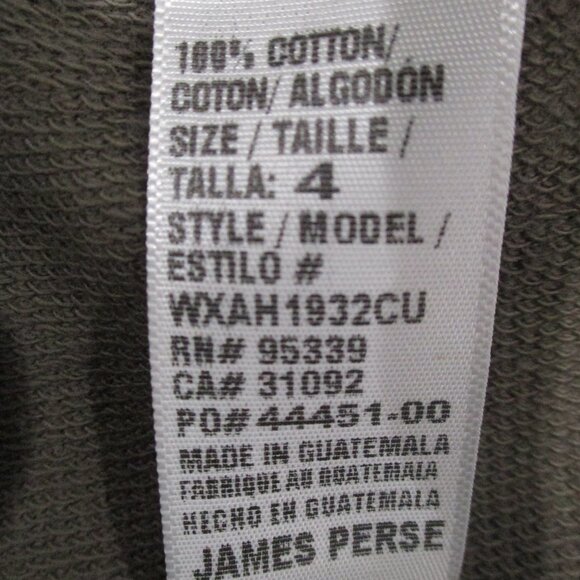 100% COTTON/
COTON/ ALGODÓN
SIZE / TAILLE /
TALLA: 4
STYLE / MODEL /
ESTILO #
WXAH1932CU
RN# 95339
CA# 31092
PO# 44451-00
MADE IN GUATEMALA
FABRIQUE AU GUATEMALA
HECHO EN GUATEMALA
JAMES PERSE